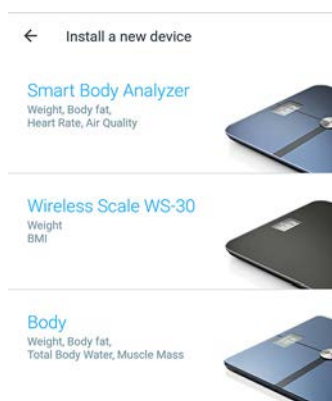 Install a new device
Smart Body Analyzer
Weight, Body fat,
Heart Rate, Air Quality
Wireless Scale WS-30
Weight
BMI
Body
Weight, Body fat,
Total Body Water, Muscle Mass